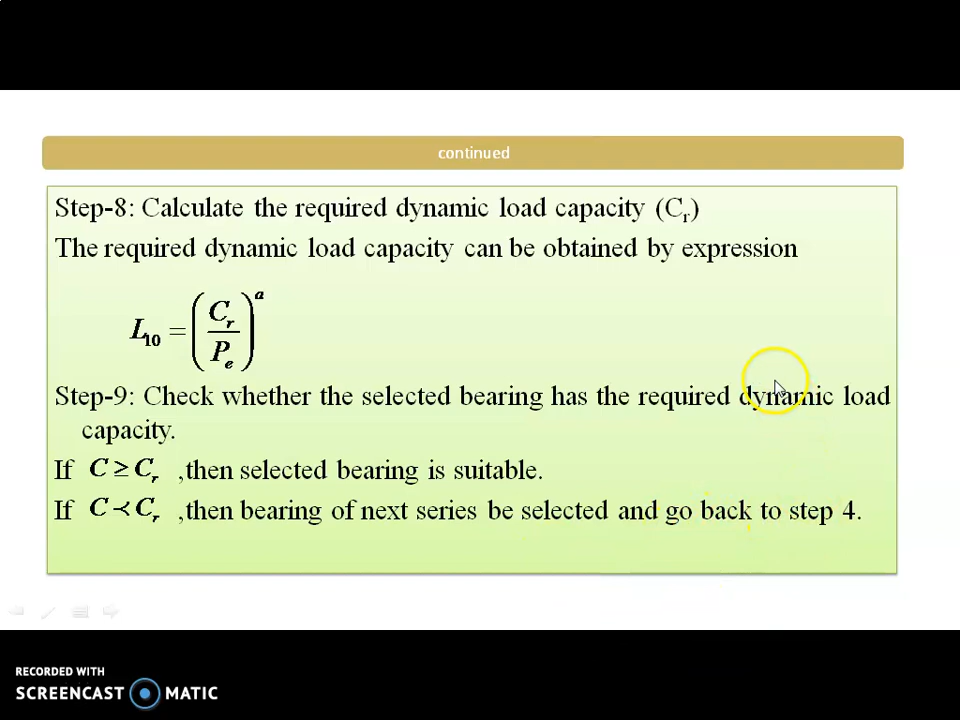 continued
Step-8: Calculate the required dynamic load capacity (Cr)
The required dynamic load capacity can be obtained by expression
L10 = (Cr / Pe)^a
Step-9: Check whether the selected bearing has the required dynamic load
capacity.
If C ≥ Cr ,then selected bearing is suitable.
If C ≺ Cr ,then bearing of next series be selected and go back to step 4.
RECORDED WITH
SCREENCAST MATIC